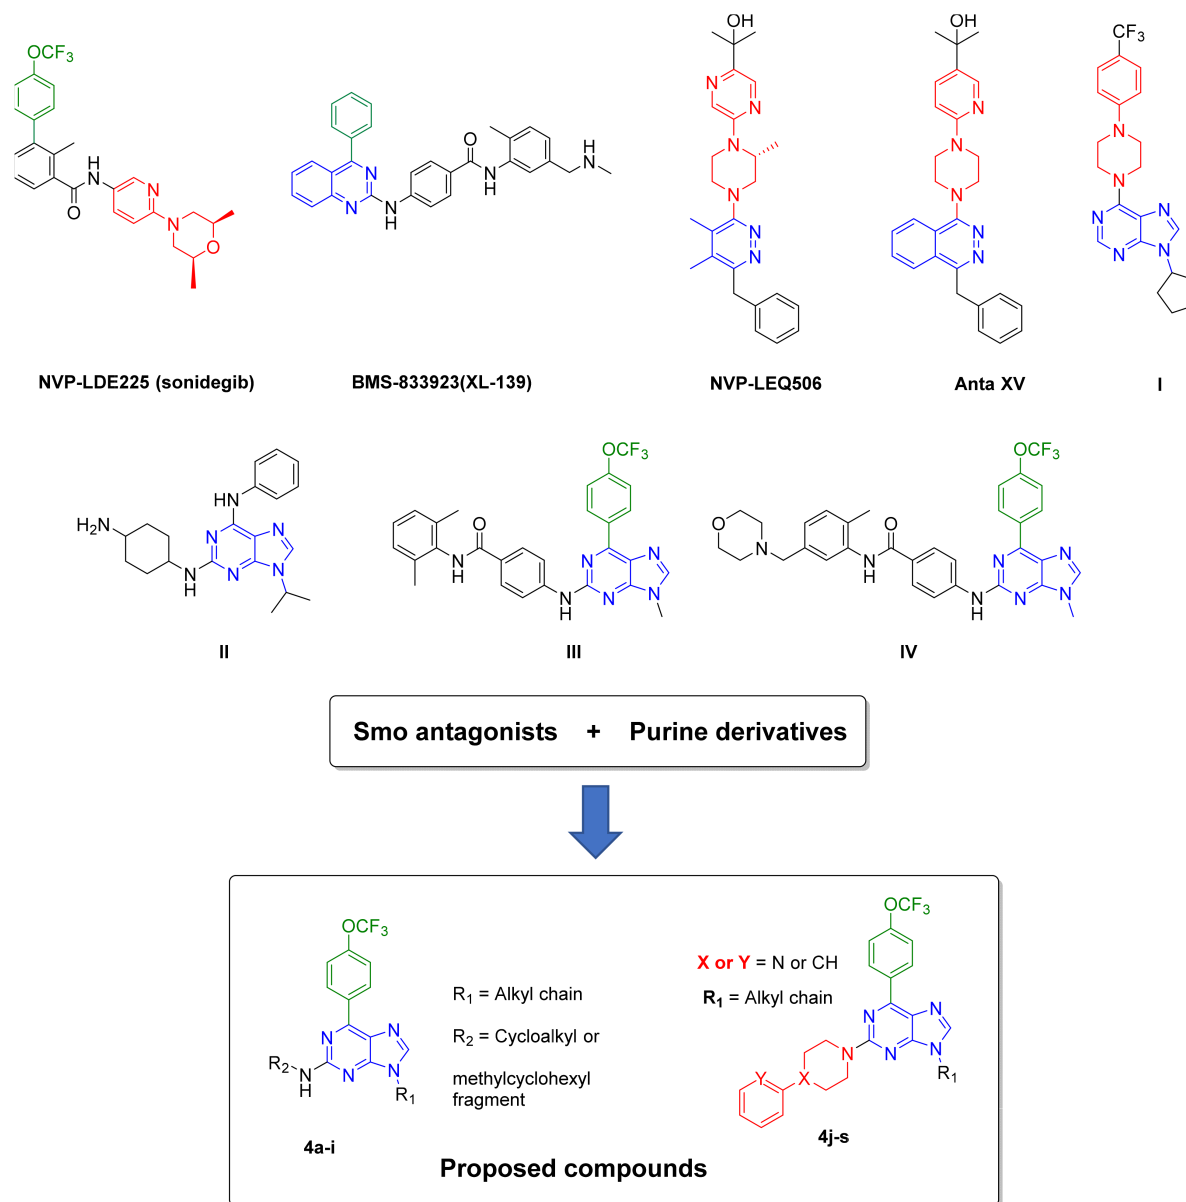 OCF3
N
H
O
N
N
O
NVP-LDE225 (sonidegib)
N
N
N
H
O
N
H
H
N
BMS-833923(XL-139)
OH
N
N
N
N
N
N
NVP-LEQ506
OH
N
N
N
N
N
Anta XV
CF3
N
N
N
N
N
N
I
H2N
N
H
HN
N
N
N
N
II
OCF3
O
N
H
N
H
N
N
N
N
III
OCF3
O
N
O
N
H
N
H
N
N
N
N
IV
Smo antagonists + Purine derivatives
OCF3
N
N
N
N
R2
N
H
R1
R1 = Alkyl chain
R2 = Cycloalkyl or
methylcyclohexyl
fragment
4a-i
X or Y = N or CH
R1 = Alkyl chain
OCF3
N
N
N
N
N
X
Y
R1
4j-s
Proposed compounds